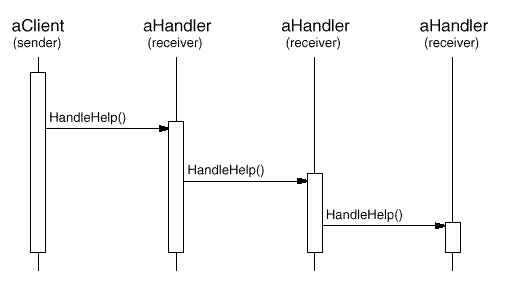 aClient
(sender)
aHandler
(receiver)
aHandler
(receiver)
aHandler
(receiver)
HandleHelp()
HandleHelp()
HandleHelp()